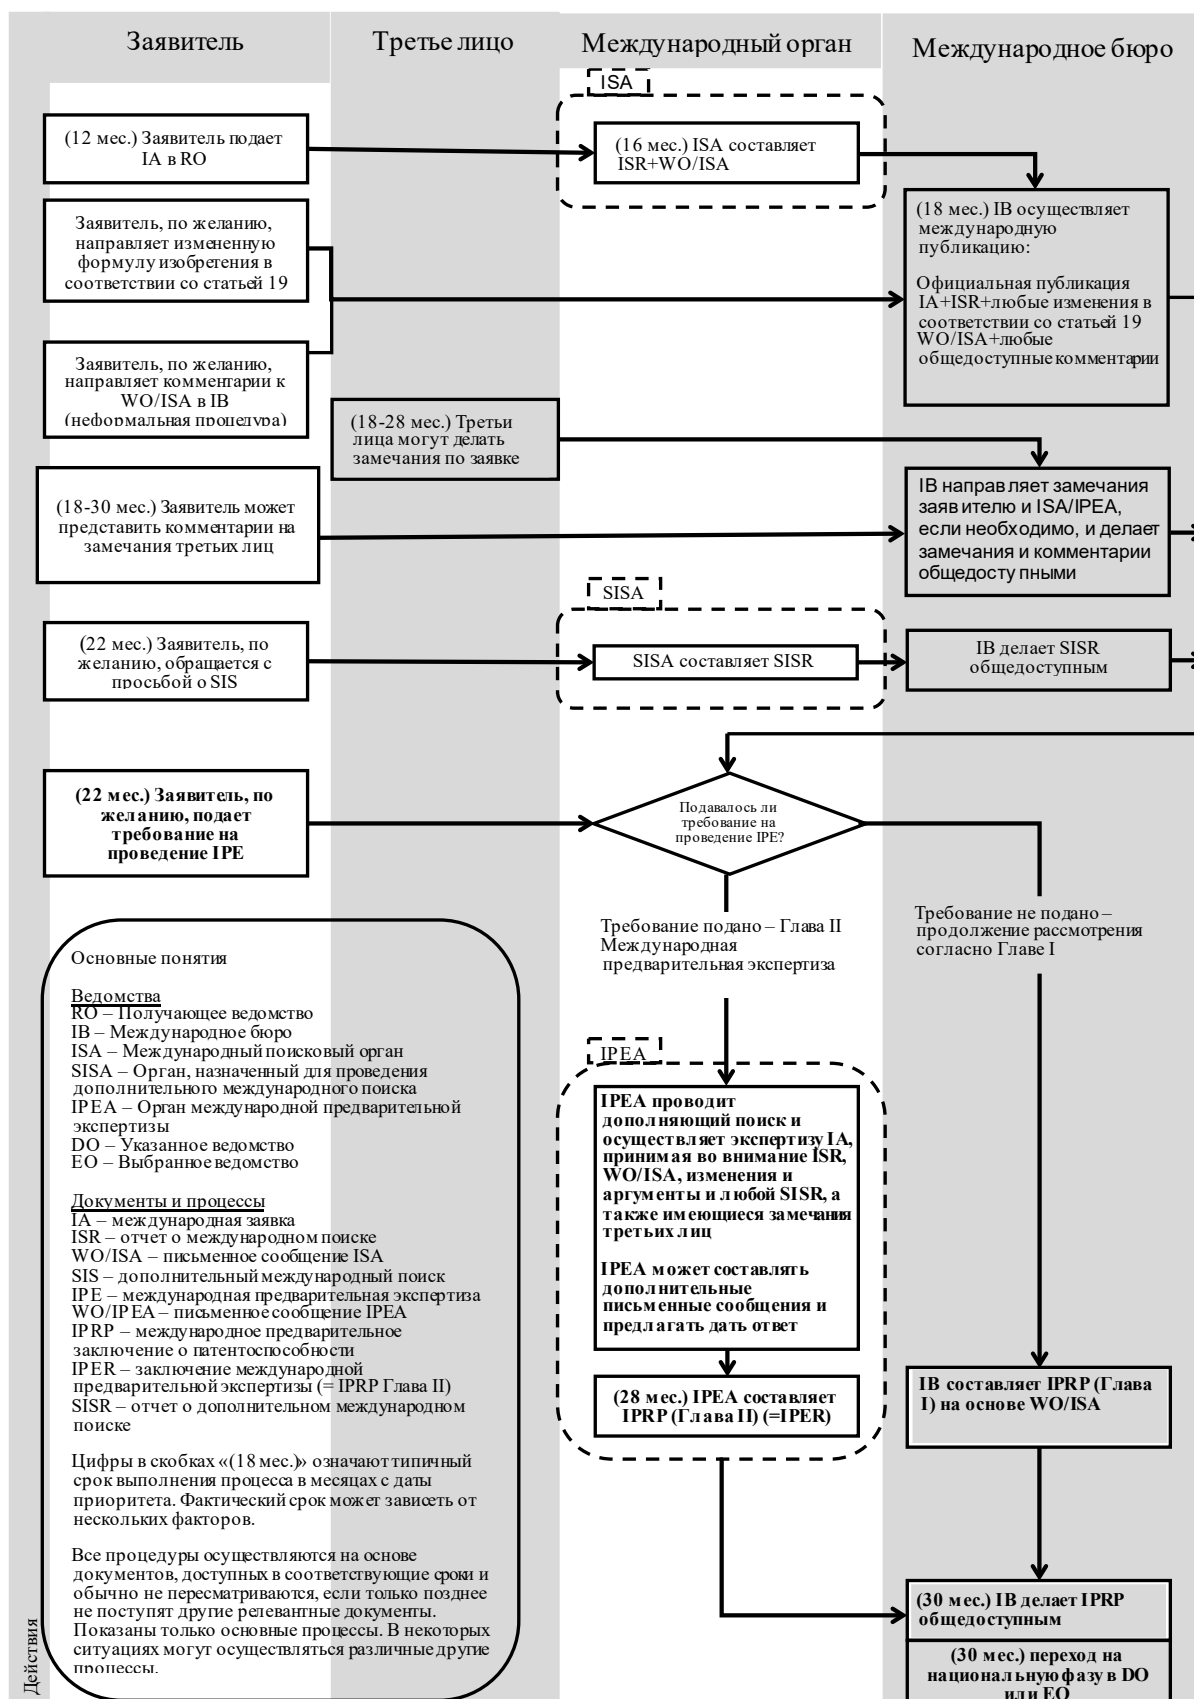 Заявитель
Третье лицо
Международный орган
Международное бюро
ISA
(12 мес.) Заявитель подает
IA в RO
(16 мес.) ISA составляет
ISR+WO/ISA
Заявитель, по желанию,
направляет измененную
формулу изобретения в
соответствии со статьей 19
(18 мес.) IB осуществляет
международную
публикацию:
Официальная публикация
IA+ISR+любые изменения в
соответствии со статьей 19
WO/ISA+любые
общедоступные комментарии
Заявитель, по желанию,
направляет комментарии к
WO/ISA в IB
(неформальная процедура)
(18-28 мес.) Третьи
лица могут делать
замечания по заявке
(18-30 мес.) Заявитель может
представить комментарии на
замечания третьих лиц
IB направляет замечания
заявителю и ISA/IPEA,
если необходимо, и делает
замечания и комментарии
общедоступными
SISA
(22 мес.) Заявитель, по
желанию, обращается с
просьбой о SIS
SISA составляет SISR
IB делает SISR
общедоступным
(22 мес.) Заявитель, по
желанию, подает
требование на
проведение IPE
Подавалось ли
требование на
проведение IPE?
Требование подано – Глава II
Международная
предварительная экспертиза
Требование не подано –
продолжение рассмотрения
согласно Главе I
IPEA
IPEA проводит
дополняющий поиск и
осуществляет экспертизу IA,
принимая во внимание ISR,
WO/ISA, изменения и
аргументы и любой SISR, а
также имеющиеся замечания
третьих лиц
IPEA может составлять
дополнительные
письменные сообщения и
предлагать дать ответ
(28 мес.) IPEA составляет
IPRP (Глава II) (=IPER)
IB составляет IPRP (Глава
I) на основе WO/ISA
(30 мес.) IB делает IPRP
общедоступным
(30 мес.) переход на
национальную фазу в DO
или EO
Основные понятия
Ведомства
RO – Получающее ведомство
IB – Международное бюро
ISA – Международный поисковый орган
SISA – Орган, назначенный для проведения
дополнительного международного поиска
IPEA – Орган международной предварительной
экспертизы
DO – Указанное ведомство
EO – Выбранное ведомство
Документы и процессы
IA – международная заявка
ISR – отчет о международном поиске
WO/ISA – письменное сообщение ISA
SIS – дополнительный международный поиск
IPE – международная предварительная экспертиза
WO/IPEA – письменное сообщение IPEA
IPRP – международное предварительное
заключение о патентоспособности
IPER – заключение международной
предварительной экспертизы (= IPRP Глава II)
SISR – отчет о дополнительном международном
поиске
Цифры в скобках «(18 мес.)» означают типичный
срок выполнения процесса в месяцах с даты
приоритета. Фактический срок может зависеть от
нескольких факторов.
Все процедуры осуществляются на основе
документов, доступных в соответствующие сроки и
обычно не пересматриваются, если только позднее
не поступят другие релевантные документы.
Показаны только основные процессы. В некоторых
ситуациях могут осуществляться различные другие
процессы.
Действия